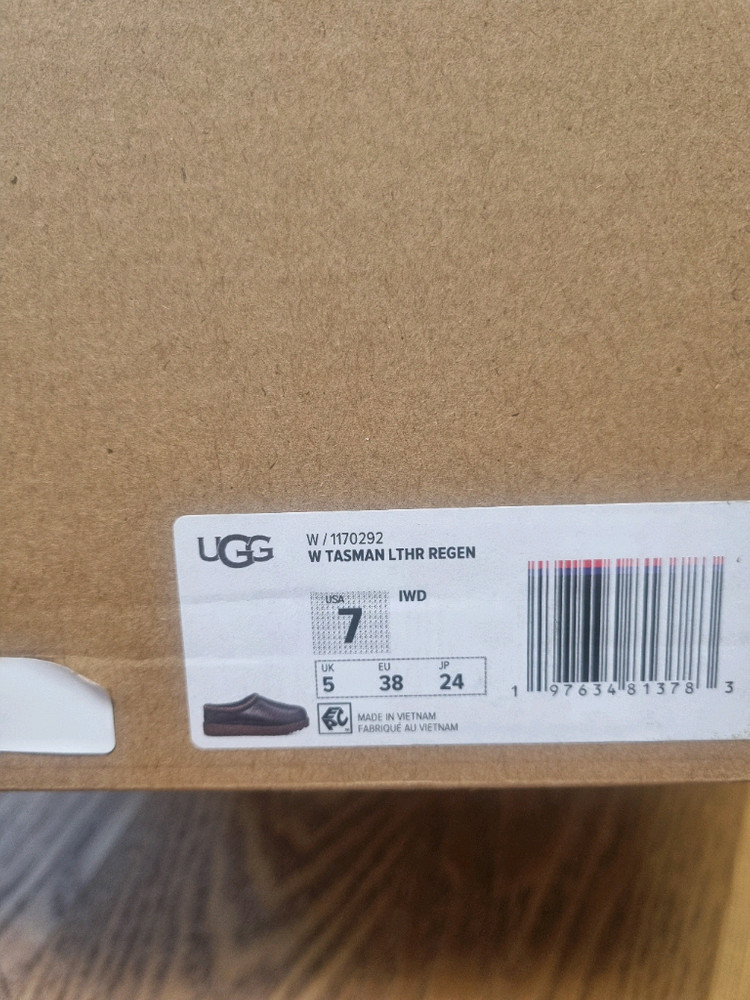 UGG
W / 1170292
W TASMAN LTHR REGEN
USA
7
IWD
UK EU JP
5 38 24
MADE IN VIETNAM
FABRIQUÉ AU VIETNAM
1 97634 81378 3